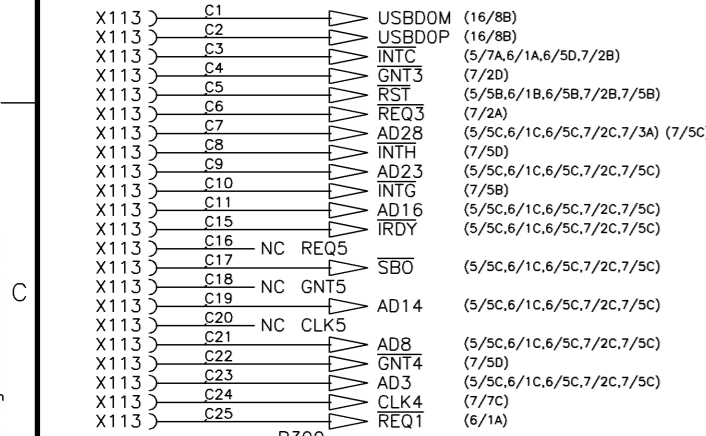 X113 C1 USBD0M (16/8B)
X113 C2 USBD0P (16/8B)
X113 C3 INTC (5/7A,6/1A,6/5D,7/2B)
X113 C4 GNT3 (7/2D)
X113 C5 RST (5/5B,6/1B,6/5B,7/2B,7/5B)
X113 C6 REQ3 (7/2A)
X113 C7 AD28 (5/5C,6/1C,6/5C,7/2C,7/3A) (7/5C)
X113 C8 INTH (7/5D)
X113 C9 AD23 (5/5C,6/1C,6/5C,7/2C,7/5C)
X113 C10 INTG (7/5B)
X113 C11 AD16 (5/5C,6/1C,6/5C,7/2C,7/5C)
X113 C15 IRDY (5/5C,6/1C,6/5C,7/2C,7/5C)
X113 C16 NC REQ5
X113 C17 SBO (5/5C,6/1C,6/5C,7/2C,7/5C)
X113 C18 NC GNT5
C
X113 C19 AD14 (5/5C,6/1C,6/5C,7/2C,7/5C)
X113 C20 NC CLK5
X113 C21 AD8 (5/5C,6/1C,6/5C,7/2C,7/5C)
X113 C22 GNT4 (7/5D)
X113 C23 AD3 (5/5C,6/1C,6/5C,7/2C,7/5C)
X113 C24 CLK4 (7/7C)
X113 C25 REQ1 (6/1A)